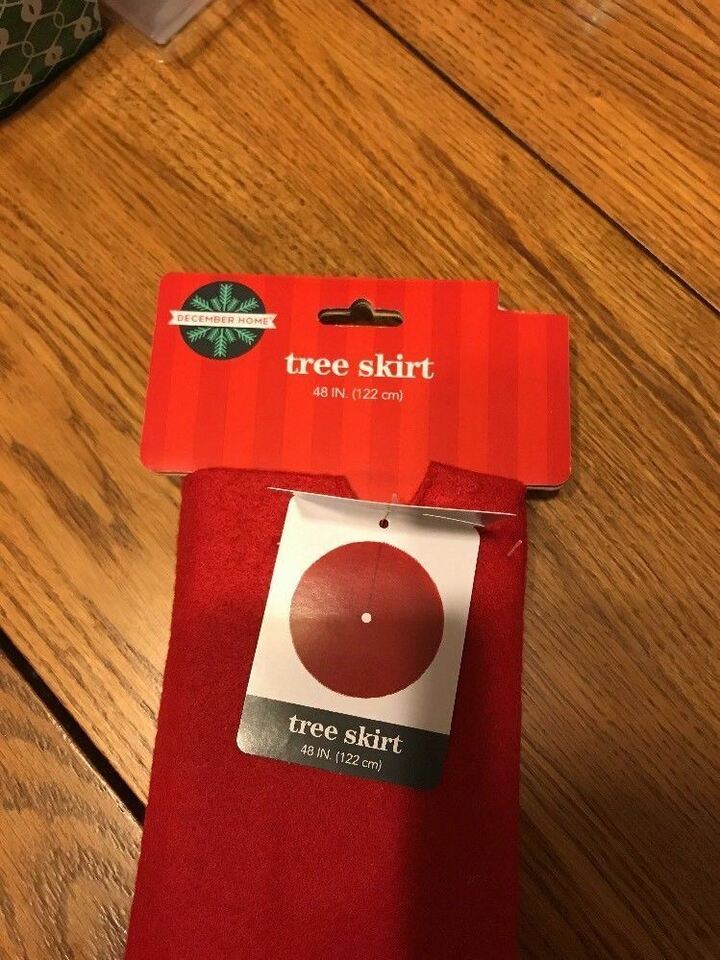 DECEMBER HOME
tree skirt
48 IN. (122 cm)
tree skirt
48 IN. (122 cm)